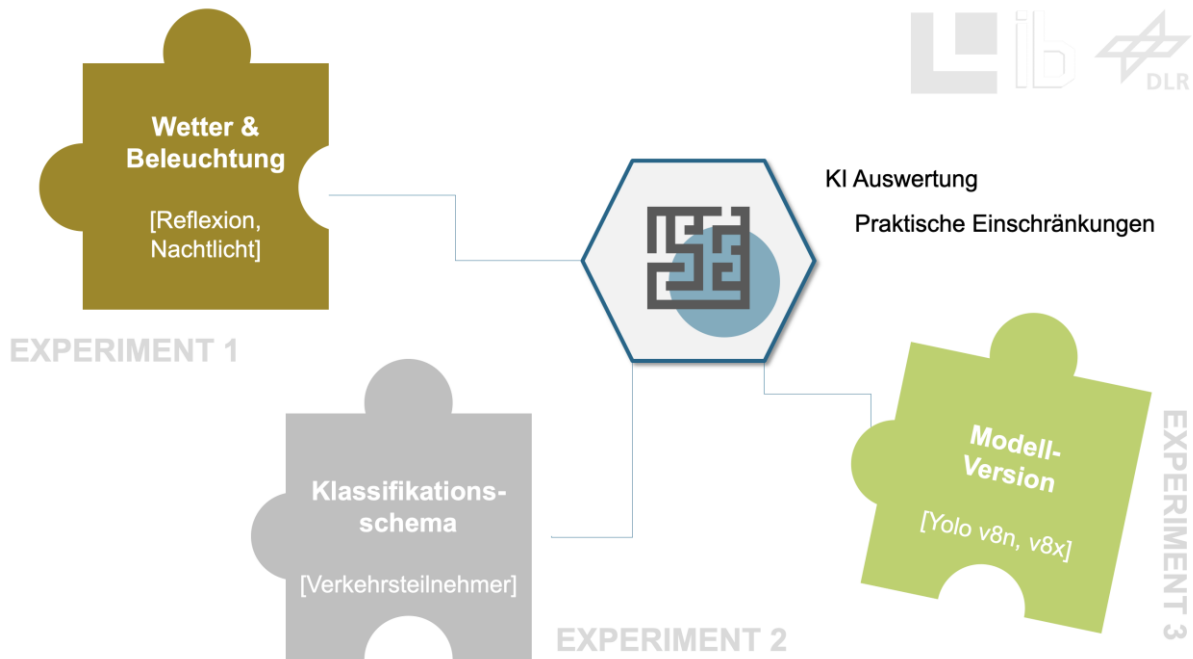 ib
DLR
Wetter &
Beleuchtung
[Reflexion,
Nachtlicht]
EXPERIMENT 1
KI Auswertung
Praktische Einschränkungen
Klassifikations-
schema
[Verkehrsteilnehmer]
EXPERIMENT 2
Modell-
Version
[Yolo v8n, v8x]
EXPERIMENT 3